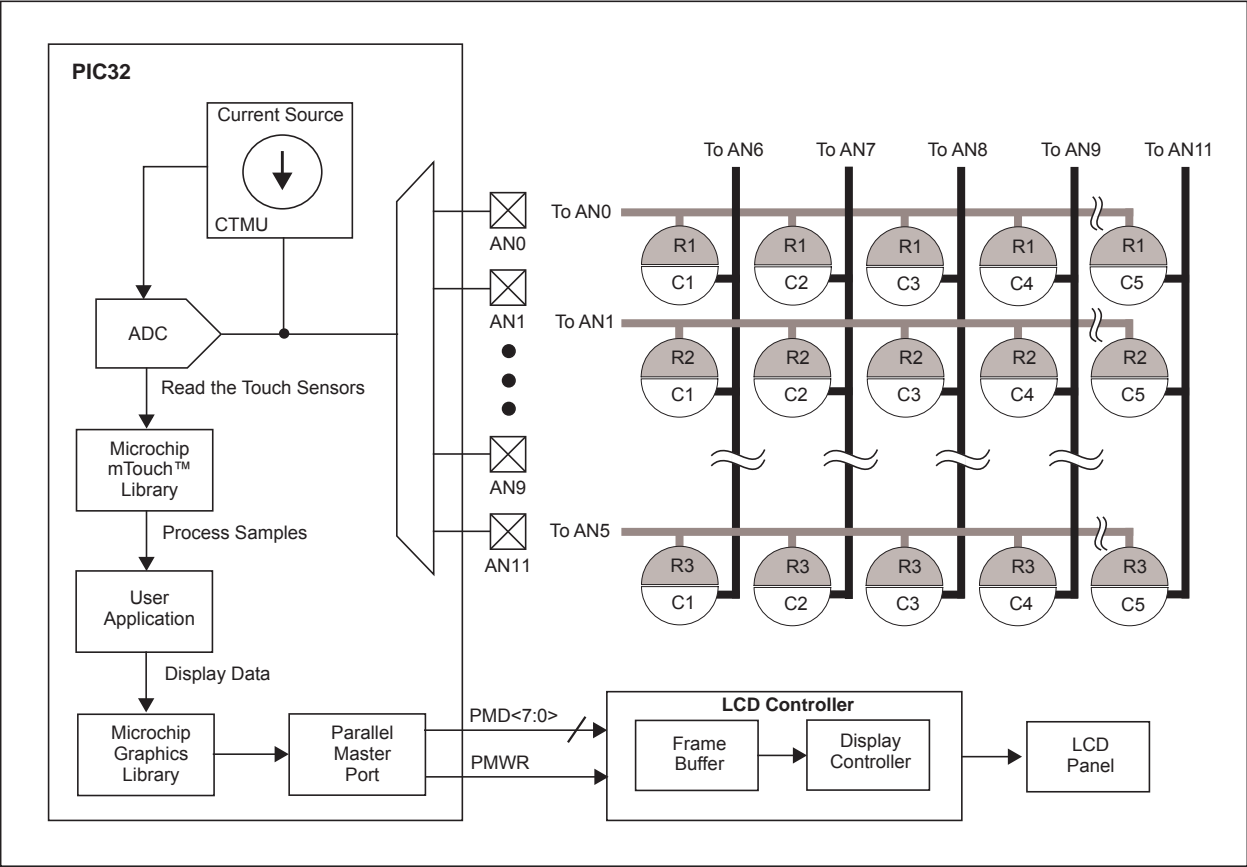 PIC32
Current Source
CTMU
ADC
Read the Touch Sensors
Microchip
mTouch™
Library
Process Samples
User
Application
Display Data
Microchip
Graphics
Library
Parallel
Master
Port
AN0
AN1
AN9
AN11
To AN6 To AN7 To AN8 To AN9 To AN11
To AN0
R1 R1 R1 R1 R1
C1 C2 C3 C4 C5
To AN1
R2 R2 R2 R2 R2
C1 C2 C3 C4 C5
To AN5
R3 R3 R3 R3 R3
C1 C2 C3 C4 C5
PMD<7:0>
PMWR
LCD Controller
Frame
Buffer
Display
Controller
LCD
Panel